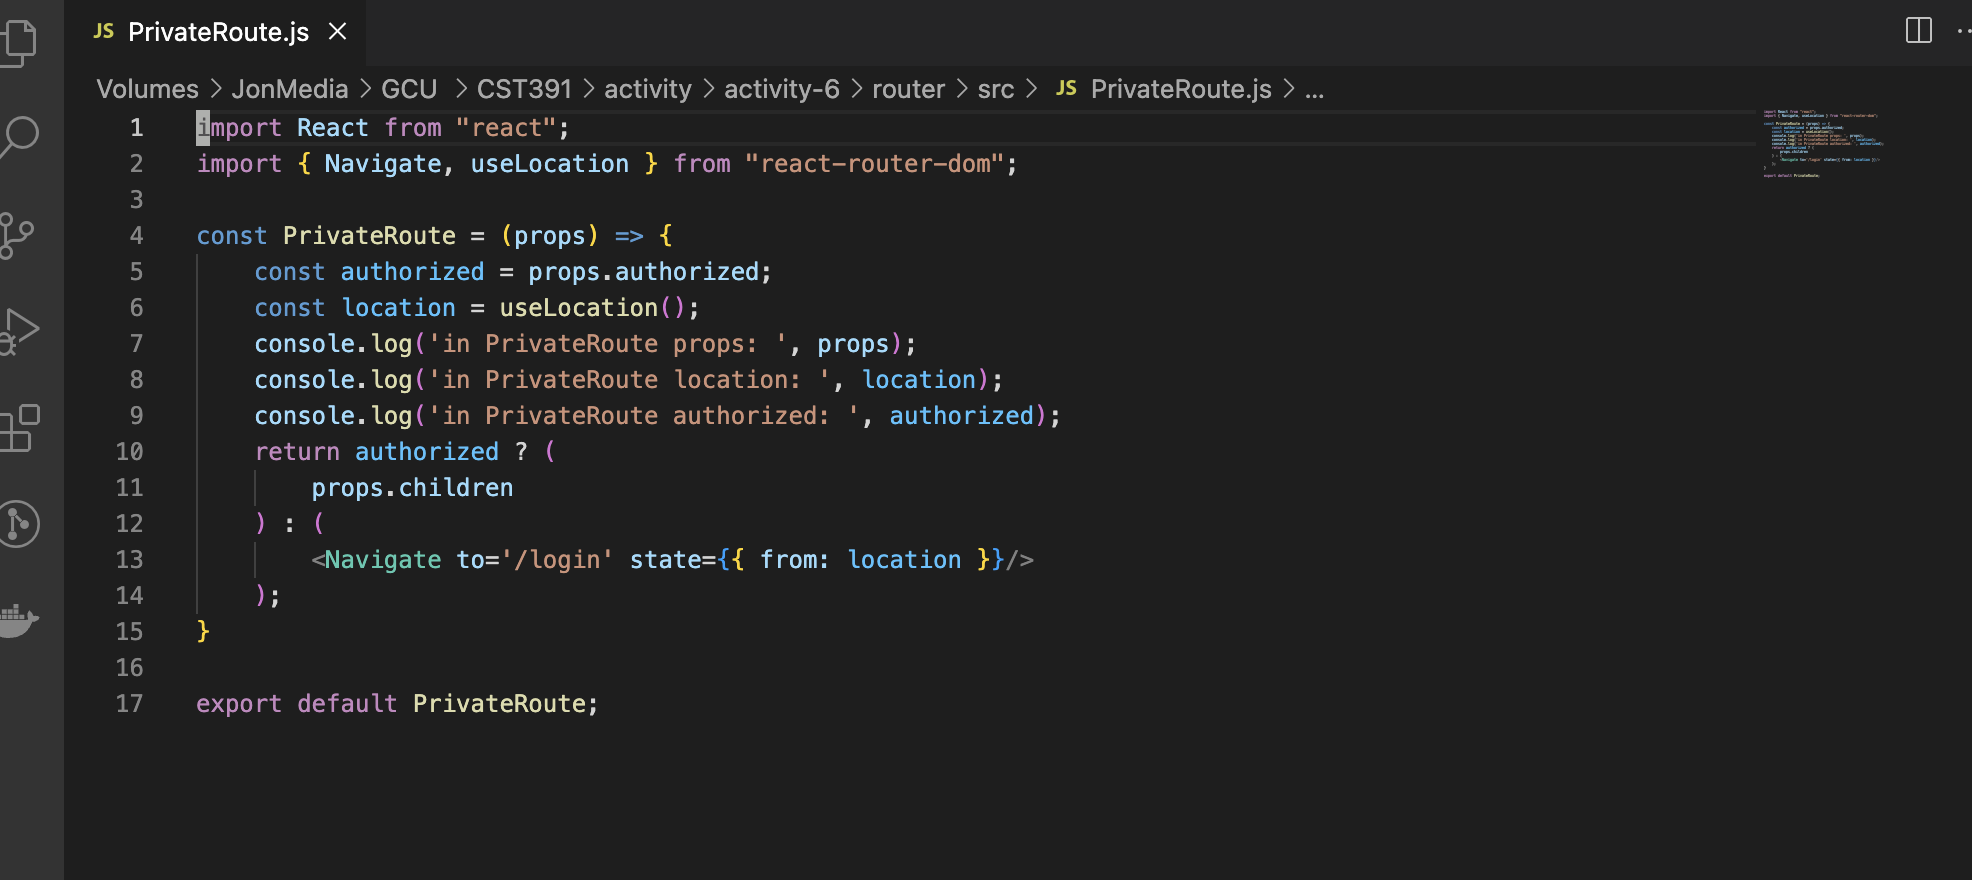 JS PrivateRoute.js
Volumes > JonMedia > GCU > CST391 > activity > activity-6 > router > src > JS PrivateRoute.js > ...
1 import React from "react";
2 import { Navigate, useLocation } from "react-router-dom";
3
4 const PrivateRoute = (props) => {
5     const authorized = props.authorized;
6     const location = useLocation();
7     console.log('in PrivateRoute props: ', props);
8     console.log('in PrivateRoute location: ', location);
9     console.log('in PrivateRoute authorized: ', authorized);
10     return authorized ? (
11         props.children
12     ) : (
13         <Navigate to='/login' state={{ from: location }}/>
14     );
15 }
16
17 export default PrivateRoute;